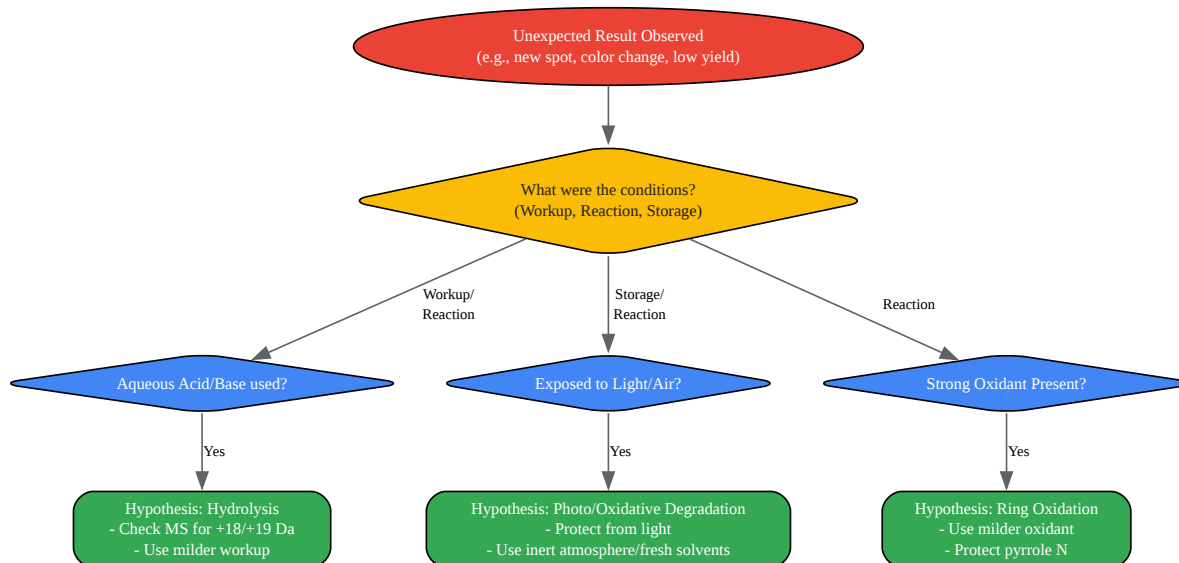 Unexpected Result Observed
(e.g., new spot, color change, low yield)
What were the conditions?
(Workup, Reaction, Storage)
Workup/
Reaction
Storage/
Reaction
Reaction
Aqueous Acid/Base used?
Exposed to Light/Air?
Strong Oxidant Present?
Yes
Yes
Yes
Hypothesis: Hydrolysis
- Check MS for +18/+19 Da
- Use milder workup
Hypothesis: Photo/Oxidative Degradation
- Protect from light
- Use inert atmosphere/fresh solvents
Hypothesis: Ring Oxidation
- Use milder oxidant
- Protect pyrrole N